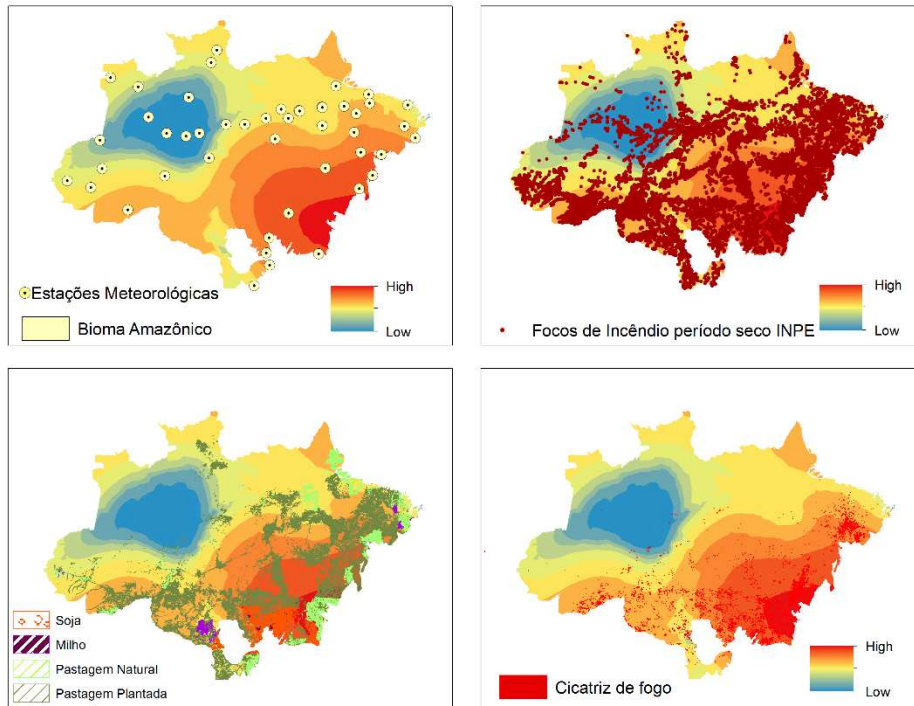 Estações Meteorológicas
Bioma Amazônico
High
Low
Focos de Incêndio período seco INPE
High
Low
Soja
Milho
Pastagem Natural
Pastagem Plantada
Cicatriz de fogo
High
Low